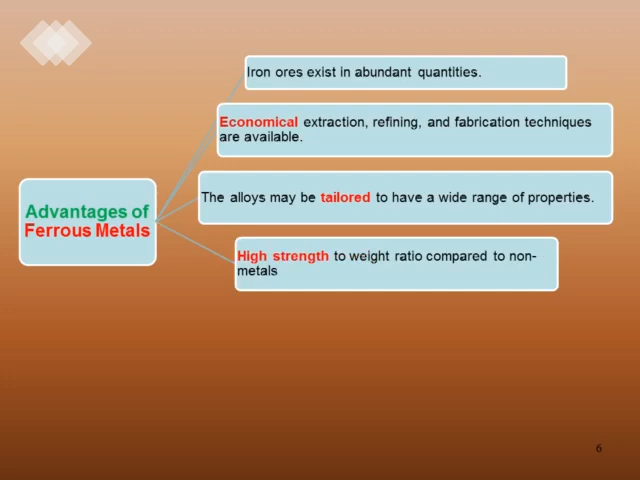 Iron ores exist in abundant quantities.
Economical extraction, refining, and fabrication techniques
are available.
The alloys may be tailored to have a wide range of properties.
Advantages of
Ferrous Metals
High strength to weight ratio compared to non-
metals
6